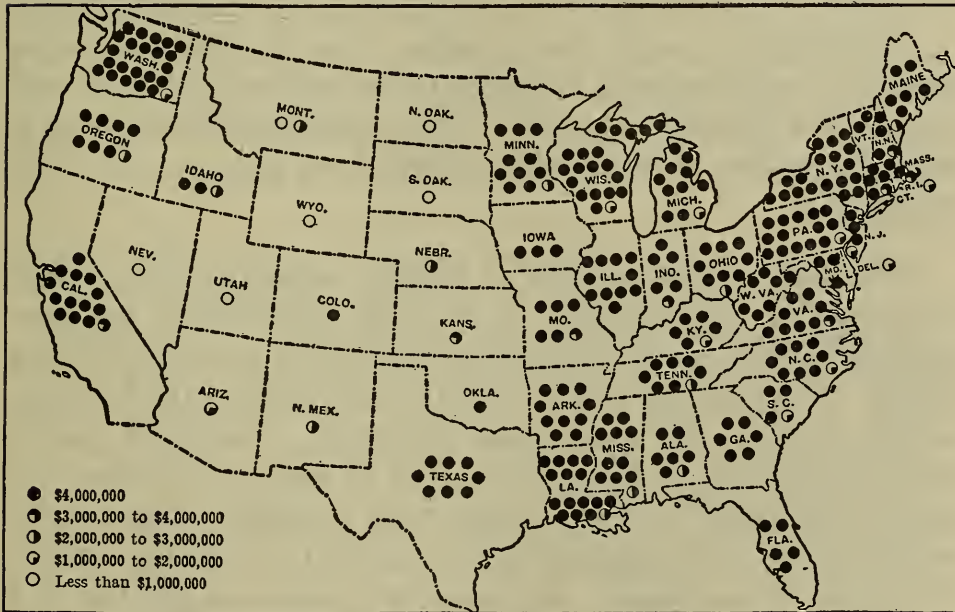 WASH.
OREGON
IDAHO
MONT.
N. OAK.
S. OAK.
WYO.
NEBR.
NEV.
UTAH
COLO.
CAL.
KANS.
ARIZ.
N. MEX.
OKLA.
TEXAS
MINN.
WIS.
MICH.
IOWA
ILL.
INO.
OHIO
MO.
KY.
W. VA.
VA.
TENN.
N. C.
S. C.
ARK.
MISS.
ALA.
GA.
LA.
FLA.
MAINE
VT.
N.H.
MASS.
R. I.
CT.
N. Y.
PA.
N. J.
MD.
DEL.
$4,000,000
$3,000,000 to $4,000,000
$2,000,000 to $3,000,000
$1,000,000 to $2,000,000
Less than $1,000,000